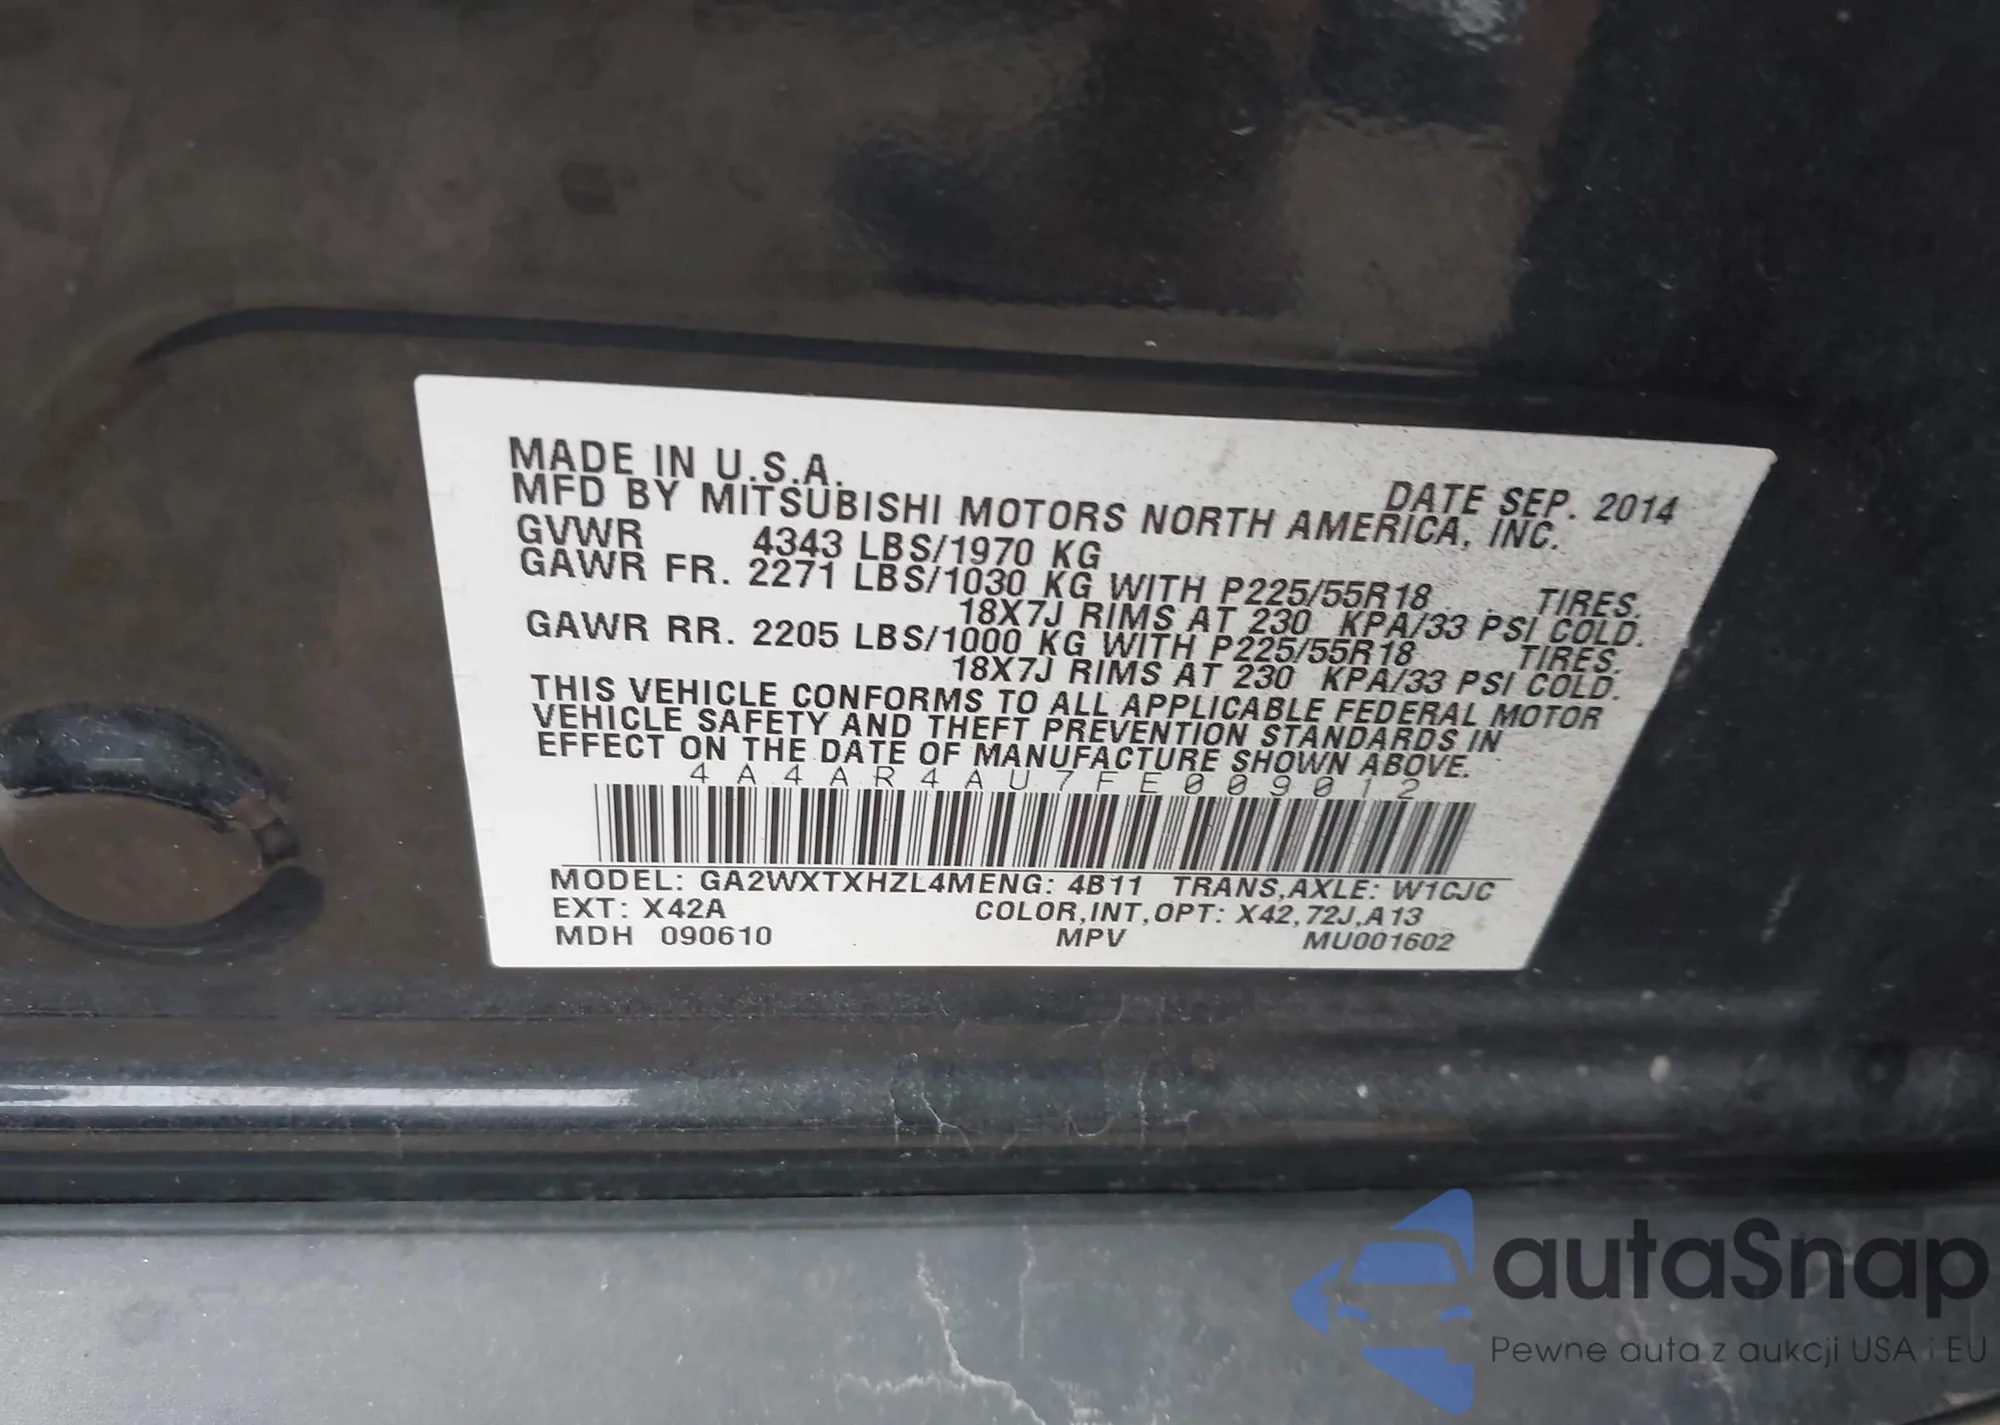 MADE IN U.S.A. DATE SEP. 2014
MFD BY MITSUBISHI MOTORS NORTH AMERICA, INC.
GVWR 4343 LBS/1970 KG
GAWR FR. 2271 LBS/1030 KG WITH P225/55R18 TIRES.
18X7J RIMS AT 230 KPA/33 PSI COLD.
GAWR RR. 2205 LBS/1000 KG WITH P225/55R18 TIRES.
18X7J RIMS AT 230 KPA/33 PSI COLD.
THIS VEHICLE CONFORMS TO ALL APPLICABLE FEDERAL MOTOR
VEHICLE SAFETY AND THEFT PREVENTION STANDARDS IN
EFFECT ON THE DATE OF MANUFACTURE SHOWN ABOVE.
4A4AR4AU7FE009012
MODEL: GA2WXTXHZL4MENG: 4B11 TRANS,AXLE: W1CJC
EXT: X42A COLOR,INT,OPT: X42,72J,A13
MDH 090610 MPV MU001602
autaSnap
Pewne auta z aukcji USA i EU